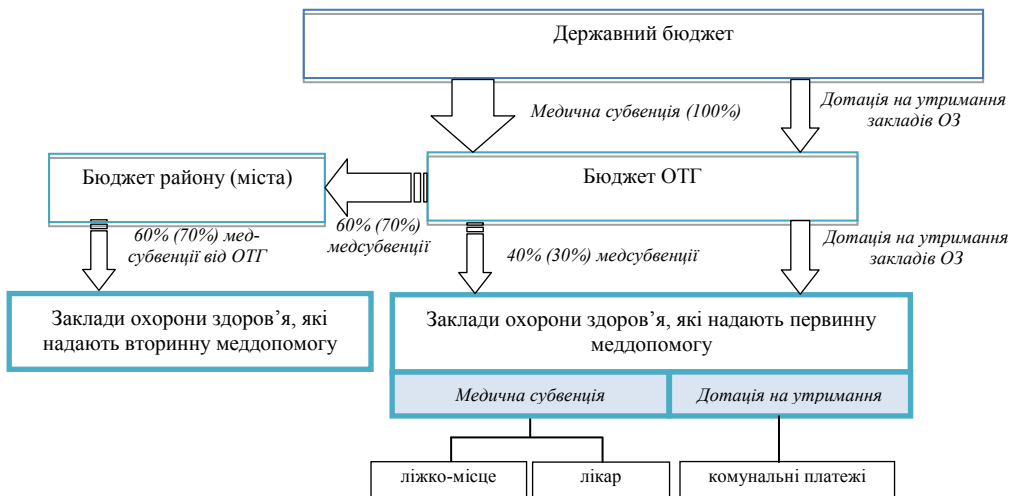 Державний бюджет
Медична субвенція (100%)
Дотація на утримання
закладів ОЗ
Бюджет району (міста)
Бюджет ОТГ
60% (70%)
медсубвенції
60% (70%) мед-
субвенції від ОТГ
40% (30%) медсубвенції
Дотація на утримання
закладів ОЗ
Заклади охорони здоров’я, які
надають вторинну меддопомогу
Заклади охорони здоров’я, які надають первинну
меддопомогу
Медична субвенція
Дотація на утримання
ліжко-місце
лікар
комунальні платежі